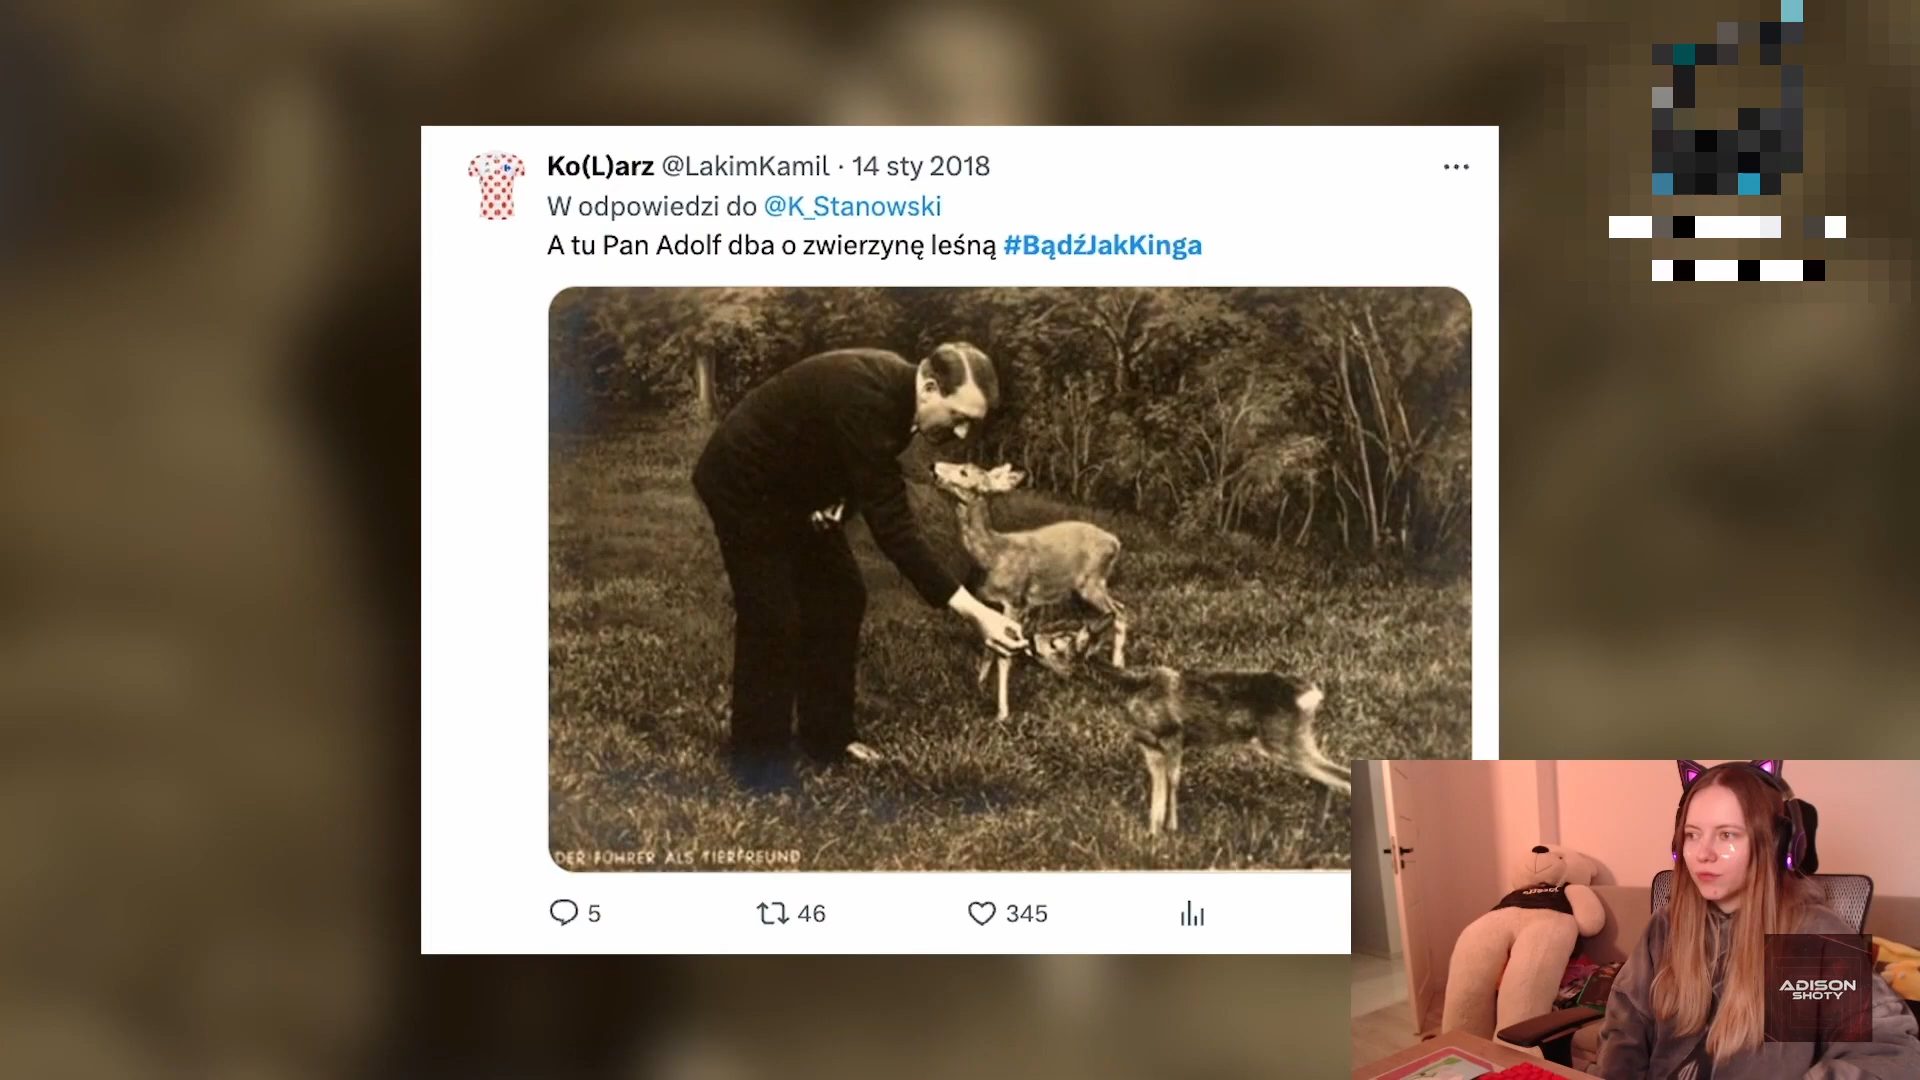 Ko(L)arz @LakimKamil · 14 sty 2018
W odpowiedzi do @K_Stanowski
A tu Pan Adolf dba o zwierzynę leśną #BądźJakKinga
DER FÜHRER ALS TIERFREUND
5 46 345
ADISON
SHOTY